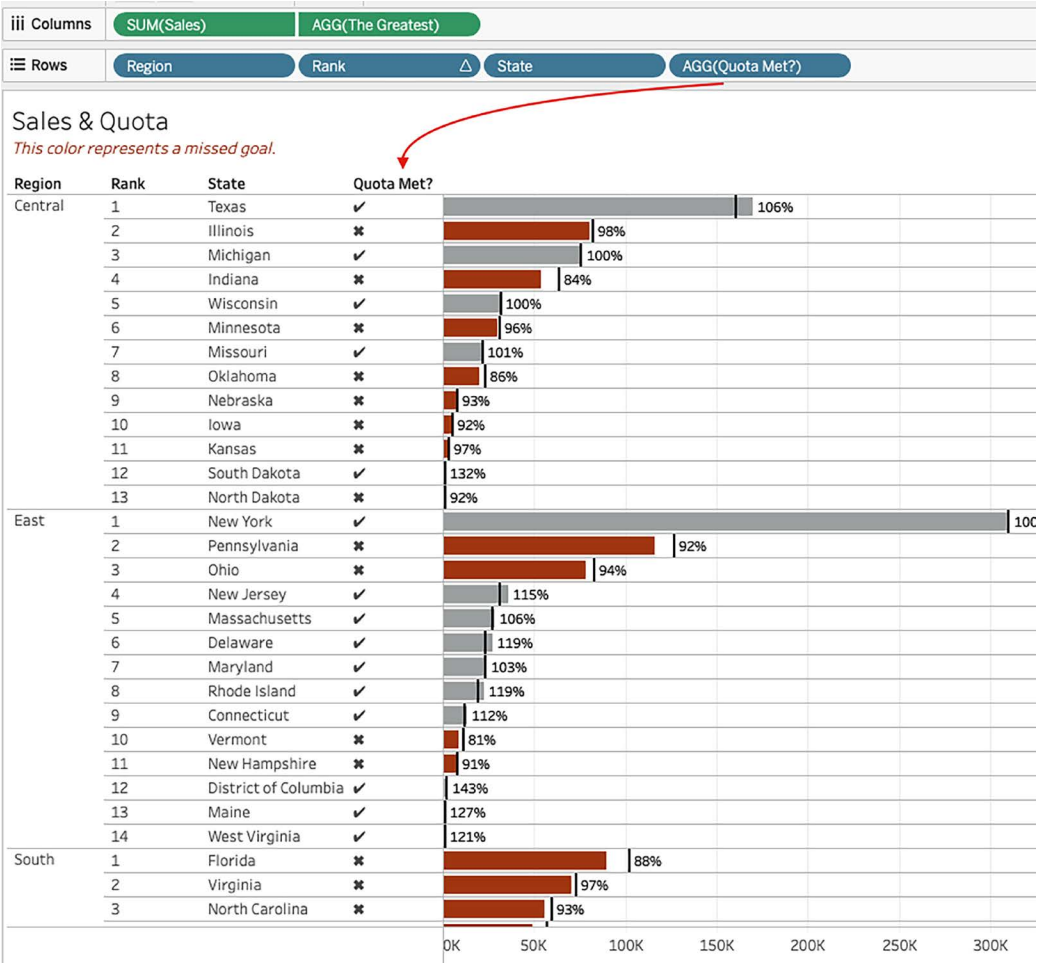 Columns SUM(Sales) AGG(The Greatest)
Rows Region Rank State AGG(Quota Met?)
Sales & Quota
This color represents a missed goal.
Region Rank State Quota Met?
Central 1 Texas ✔ 106%
2 Illinois ✖ 98%
3 Michigan ✔ 100%
4 Indiana ✖ 84%
5 Wisconsin ✔ 100%
6 Minnesota ✖ 96%
7 Missouri ✔ 101%
8 Oklahoma ✖ 86%
9 Nebraska ✖ 93%
10 Iowa ✖ 92%
11 Kansas ✖ 97%
12 South Dakota ✔ 132%
13 North Dakota ✖ 92%
East 1 New York ✔ 100
2 Pennsylvania ✖ 92%
3 Ohio ✖ 94%
4 New Jersey ✔ 115%
5 Massachusetts ✔ 106%
6 Delaware ✔ 119%
7 Maryland ✔ 103%
8 Rhode Island ✔ 119%
9 Connecticut ✔ 112%
10 Vermont ✖ 81%
11 New Hampshire ✖ 91%
12 District of Columbia ✔ 143%
13 Maine ✔ 127%
14 West Virginia ✔ 121%
South 1 Florida ✖ 88%
2 Virginia ✖ 97%
3 North Carolina ✖ 93%
0K 50K 100K 150K 200K 250K 300K